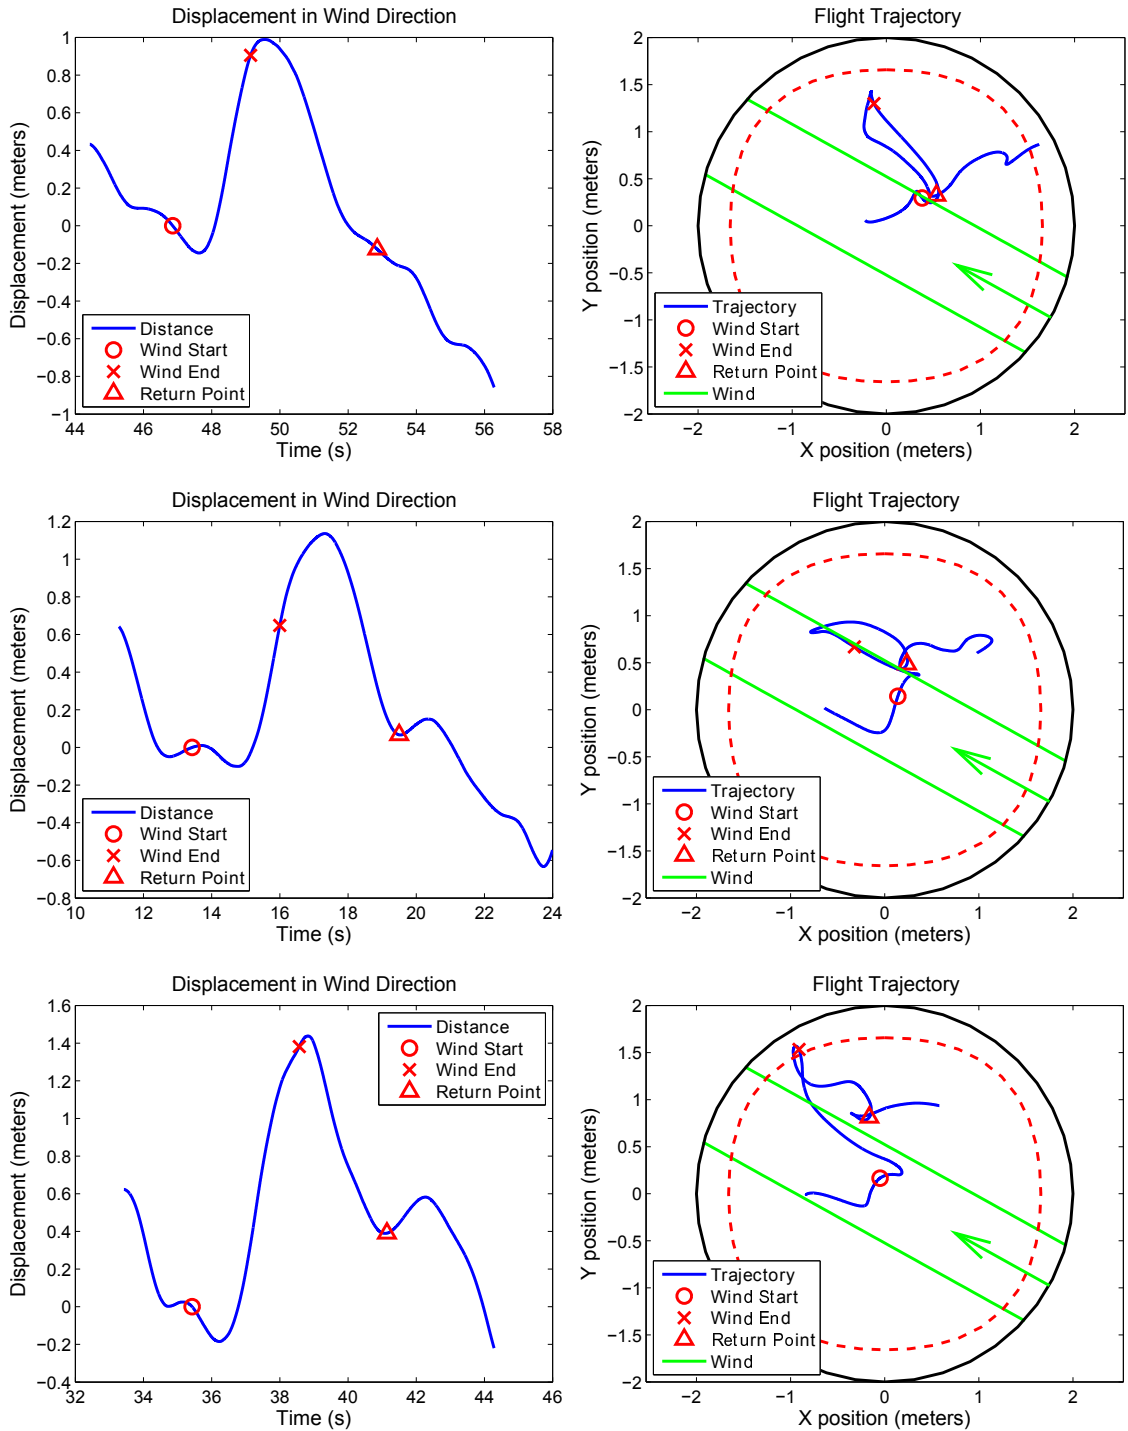 Displacement in Wind Direction
Displacement (meters)
1
0.8
0.6
0.4
0.2
0
−0.2
−0.4
−0.6
−0.8
−1
44 46 48 50 52 54 56 58
Time (s)
Distance
Wind Start
Wind End
Return Point
Flight Trajectory
Y position (meters)
2
1.5
1
0.5
0
−0.5
−1
−1.5
−2
−2 −1 0 1 2
X position (meters)
Trajectory
Wind Start
Wind End
Return Point
Wind
Displacement in Wind Direction
Displacement (meters)
1.2
1
0.8
0.6
0.4
0.2
0
−0.2
−0.4
−0.6
−0.8
10 12 14 16 18 20 22 24
Time (s)
Distance
Wind Start
Wind End
Return Point
Flight Trajectory
Y position (meters)
2
1.5
1
0.5
0
−0.5
−1
−1.5
−2
−2 −1 0 1 2
X position (meters)
Trajectory
Wind Start
Wind End
Return Point
Wind
Displacement in Wind Direction
Displacement (meters)
1.6
1.4
1.2
1
0.8
0.6
0.4
0.2
0
−0.2
−0.4
32 34 36 38 40 42 44 46
Time (s)
Distance
Wind Start
Wind End
Return Point
Flight Trajectory
Y position (meters)
2
1.5
1
0.5
0
−0.5
−1
−1.5
−2
−2 −1 0 1 2
X position (meters)
Trajectory
Wind Start
Wind End
Return Point
Wind